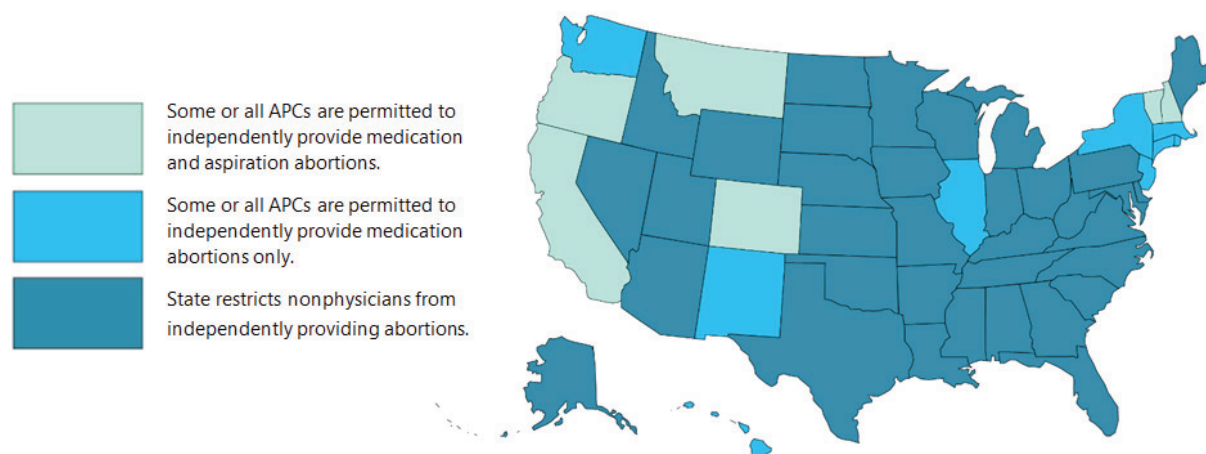 Some or all APCs are permitted to
independently provide medication
and aspiration abortions.
Some or all APCs are permitted to
independently provide medication
abortions only.
State restricts nonphysicians from
independently providing abortions.